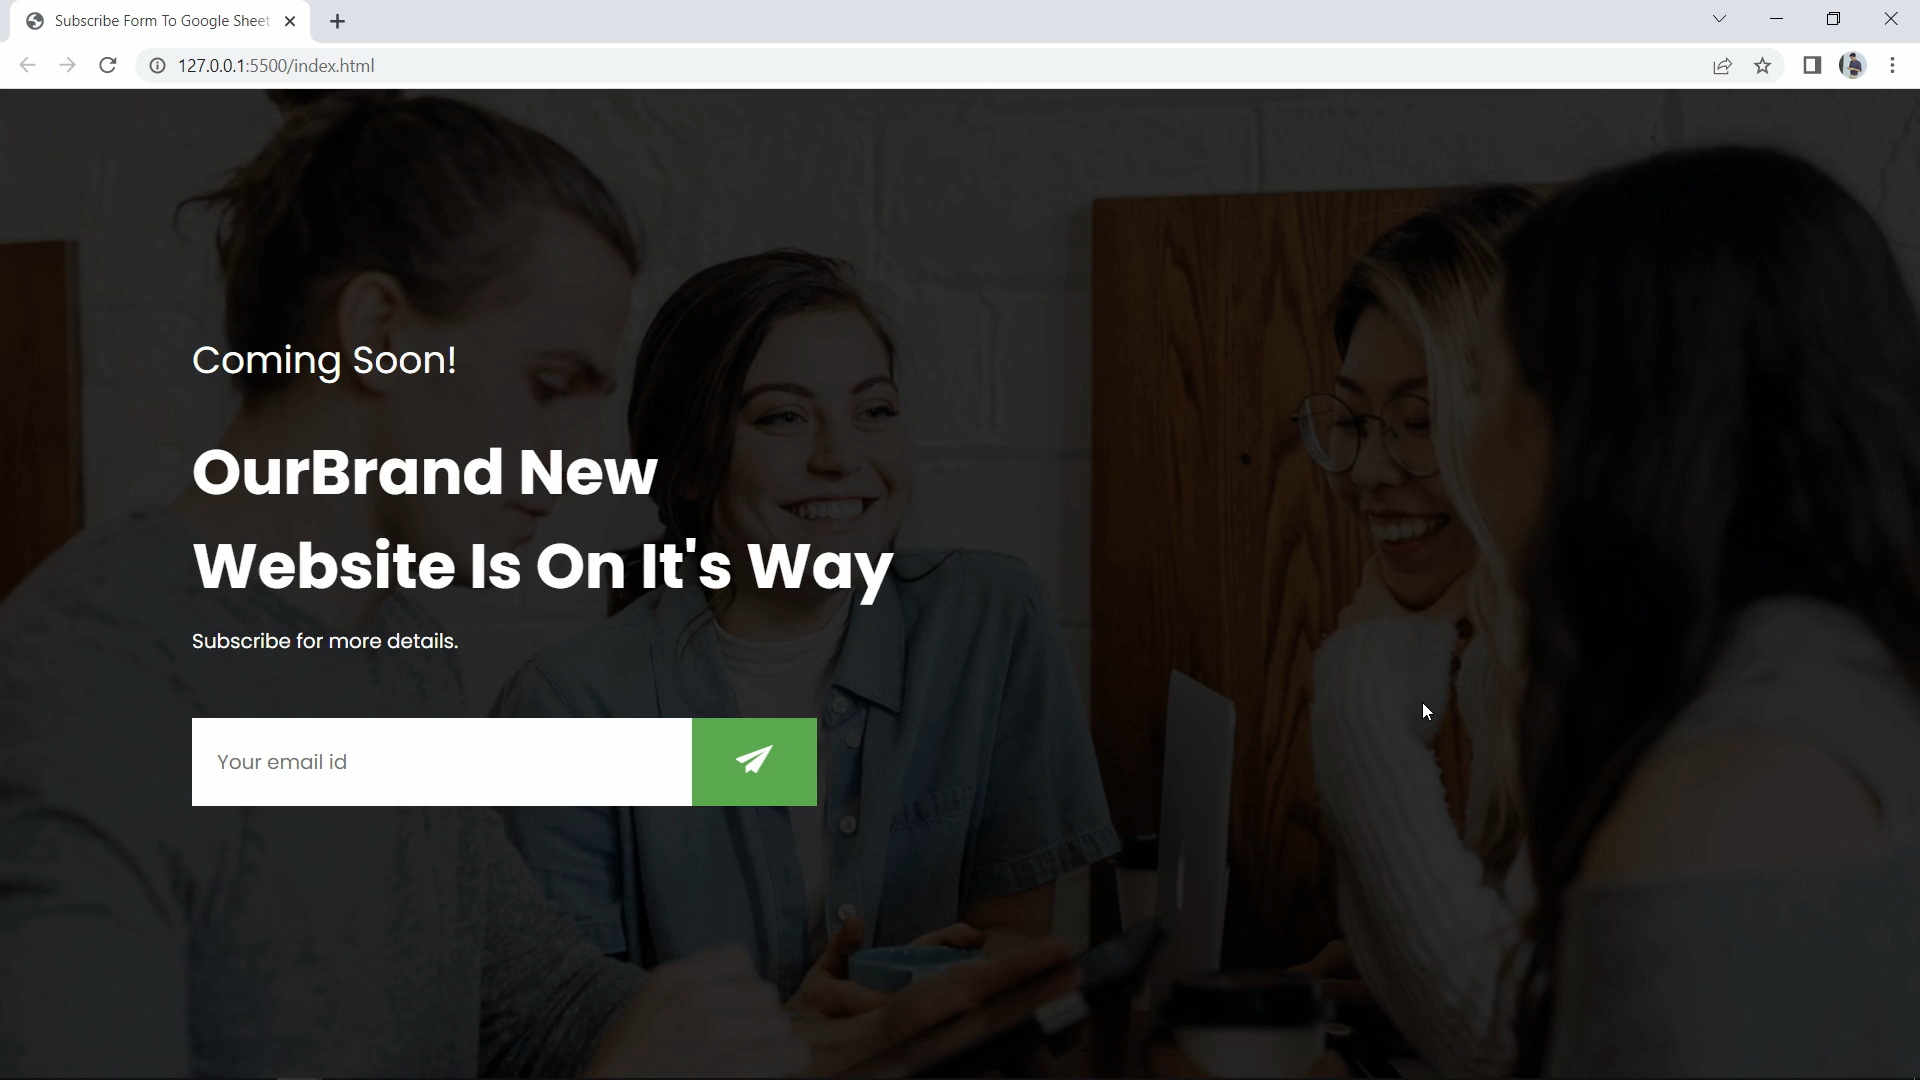 Subscribe Form To Google Sheet
127.0.0.1:5500/index.html
Coming Soon!
OurBrand New
Website Is On It's Way
Subscribe for more details.
Your email id